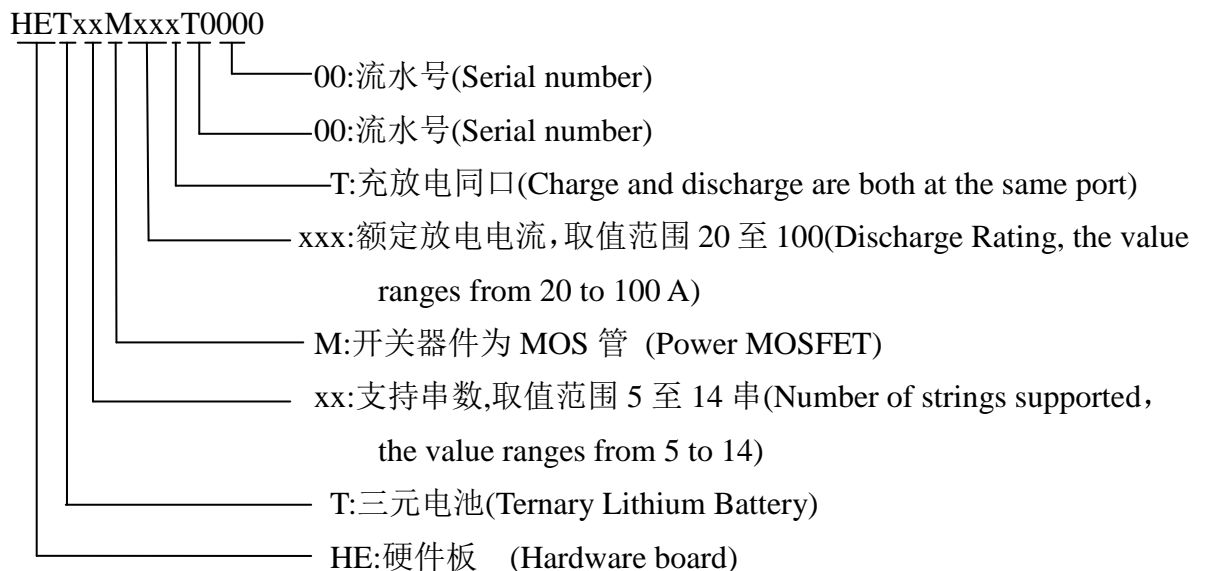 HETxxMxxxT0000
00:流水号(Serial number)
00:流水号(Serial number)
T:充放电同口(Charge and discharge are both at the same port)
xxx:额定放电电流，取值范围 20 至 100(Discharge Rating, the value
ranges from 20 to 100 A)
M:开关器件为 MOS 管 (Power MOSFET)
xx:支持串数,取值范围 5 至 14 串(Number of strings supported，
the value ranges from 5 to 14)
T:三元电池(Ternary Lithium Battery)
HE:硬件板 (Hardware board)